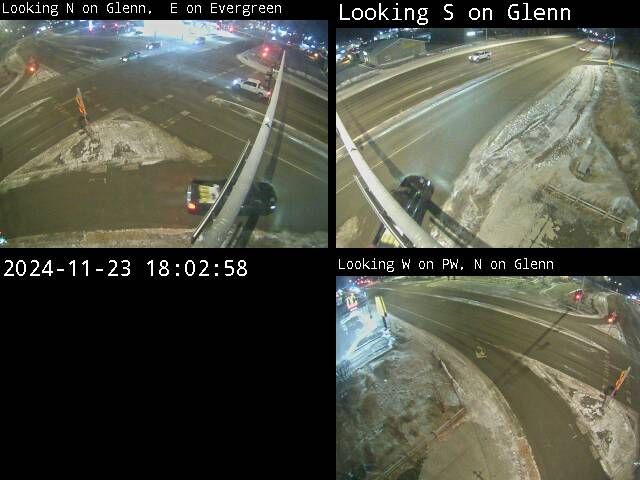 Looking N on Glenn,  E on Evergreen
Looking S on Glenn
2024-11-23 18:02:58
Looking W on PW, N on Glenn